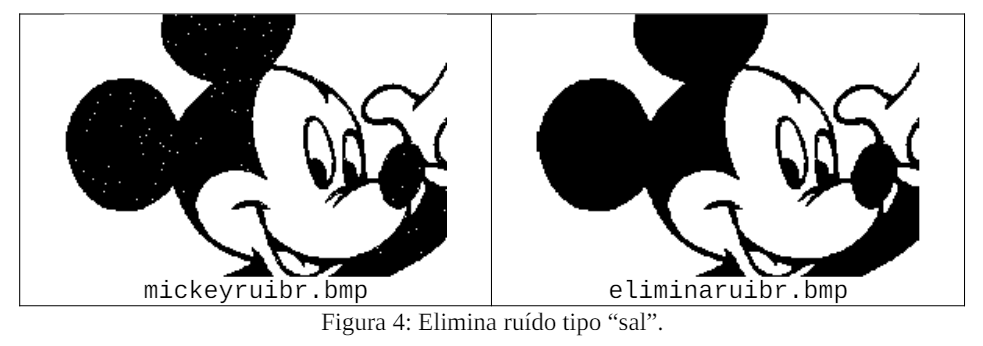 mickeyruibr.bmp
eliminaruibr.bmp
Figura 4: Elimina ruído tipo “sal”.